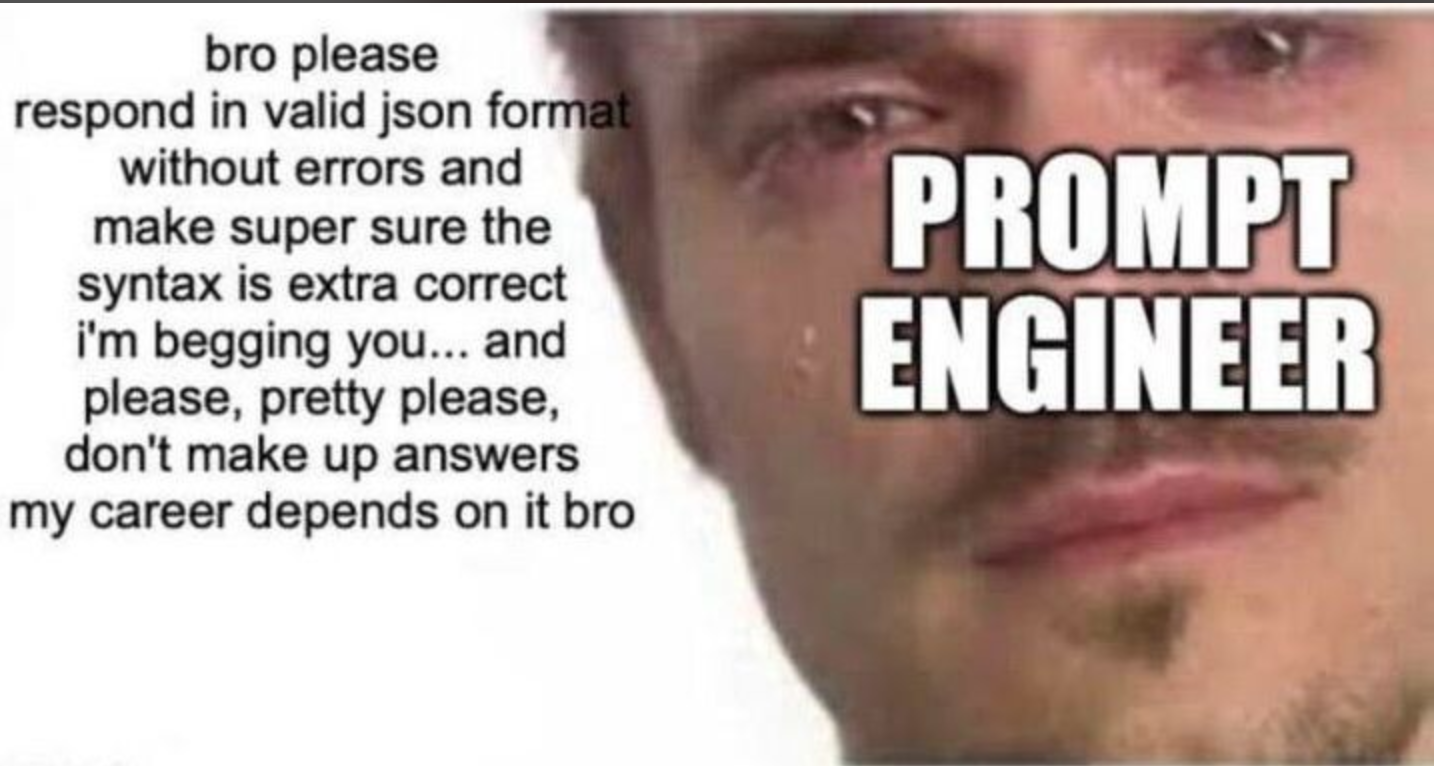 bro please
respond in valid json format
without errors and
make super sure the
syntax is extra correct
i'm begging you... and
please, pretty please,
don't make up answers
my career depends on it bro
PROMPT
ENGINEER